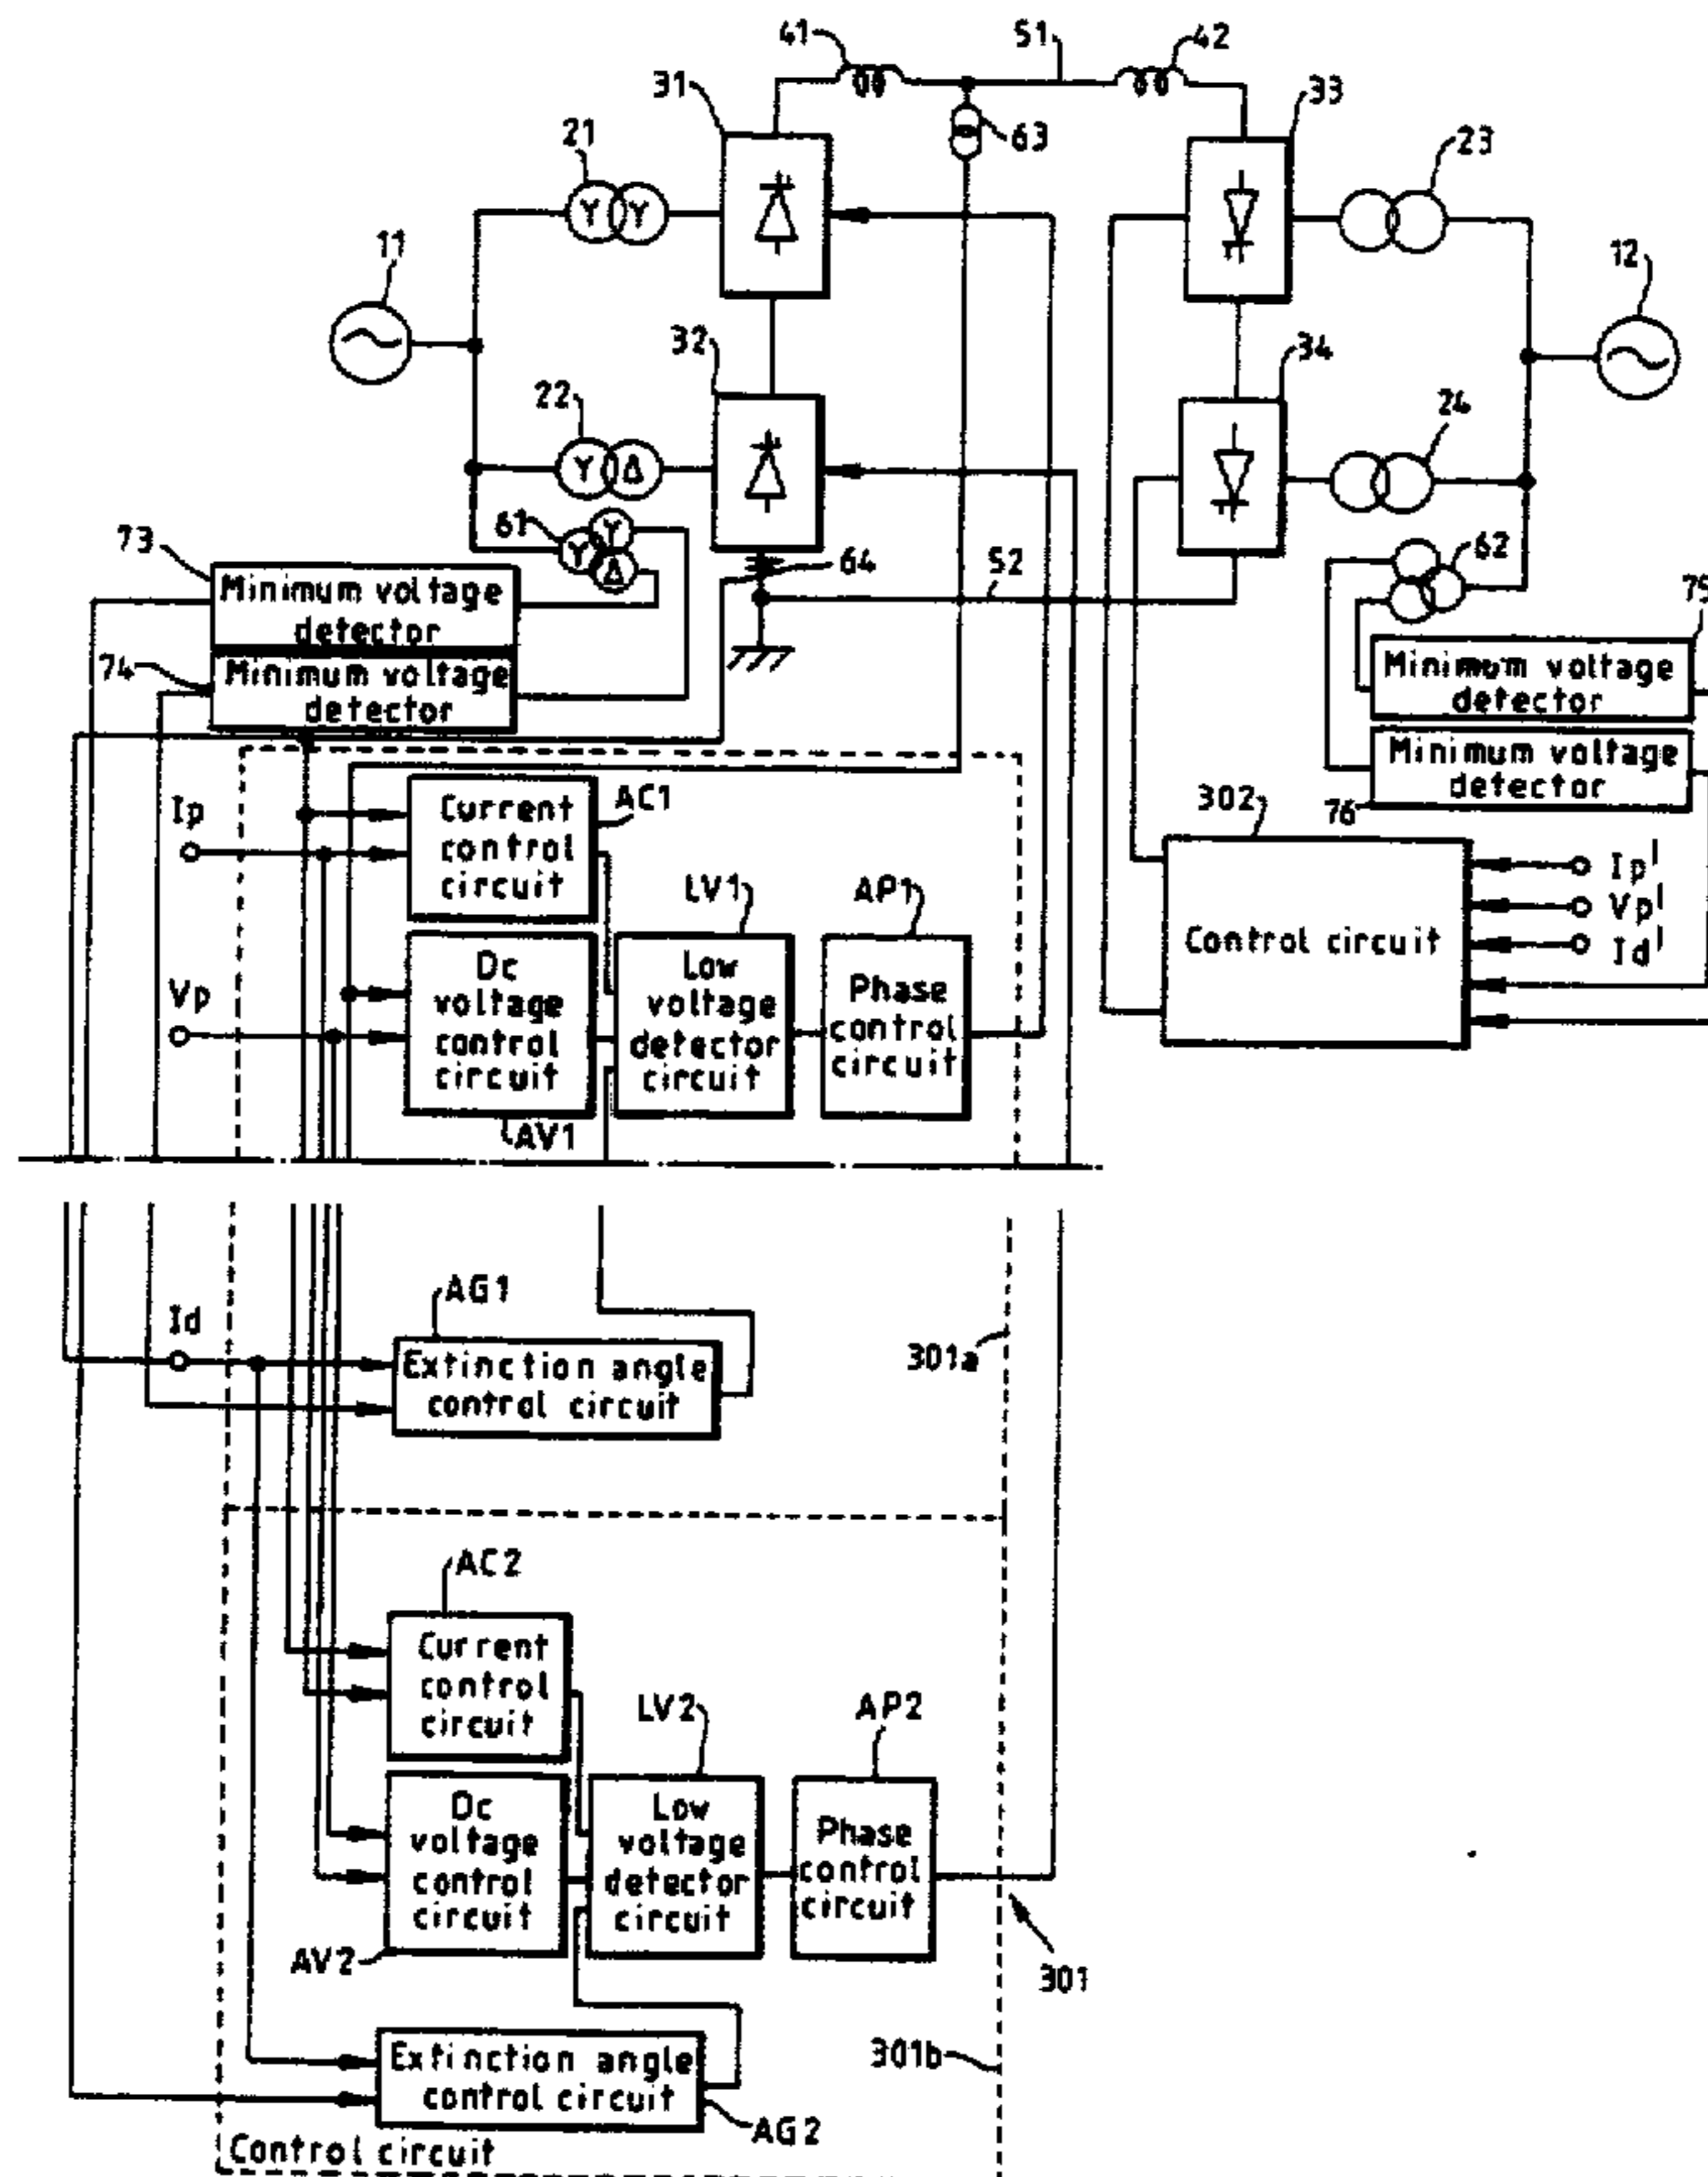 41
51
42
31
33
63
21
23
Y Y
11
12
32
34
22
24
Y Δ
61
Y
Y
Δ
62
73
64
52
75
Minimum voltage
detector
74
Minimum voltage
detector
Minimum voltage
detector
Minimum voltage
detector
76
302
Ip
Current
control
circuit
AC1
Ip'
Vp'
Id'
Control circuit
LV1
AP1
Vp
Dc
voltage
control
circuit
Low
voltage
detector
circuit
Phase
control
circuit
AV1
AG1
Id
Extinction angle
control circuit
301a
AC2
Current
control
circuit
LV2
AP2
Dc
voltage
control
circuit
Low
voltage
detector
circuit
Phase
control
circuit
AV2
301
Extinction angle
control circuit
301b
AG2
Control circuit